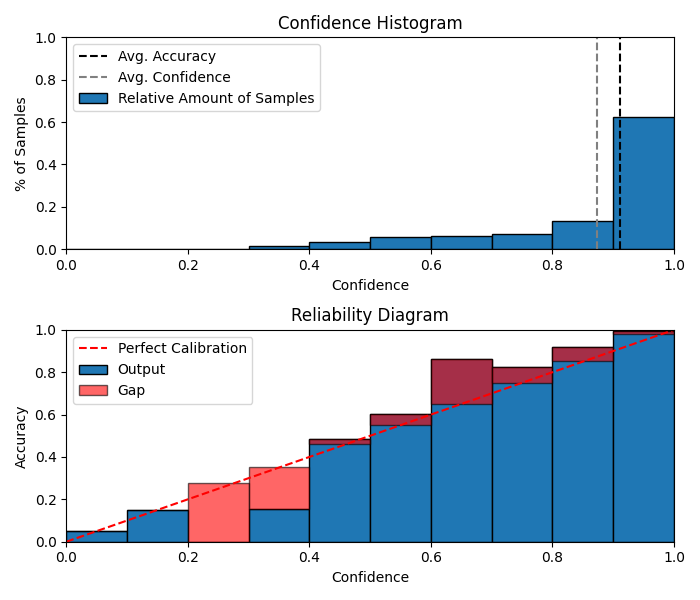 Confidence Histogram
Avg. Accuracy
Avg. Confidence
Relative Amount of Samples
% of Samples
1.0
0.8
0.6
0.4
0.2
0.0
0.0 0.2 0.4 0.6 0.8 1.0
Confidence
Reliability Diagram
Perfect Calibration
Output
Gap
Accuracy
1.0
0.8
0.6
0.4
0.2
0.0
0.0 0.2 0.4 0.6 0.8 1.0
Confidence